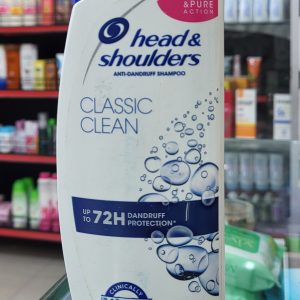 &PURE
ACTION
head &
shoulders
ANTI-DANDRUFF SHAMPOO
CLASSIC
CLEAN
UP
TO 72H DANDRUFF
PROTECTION*
CLINICALLY